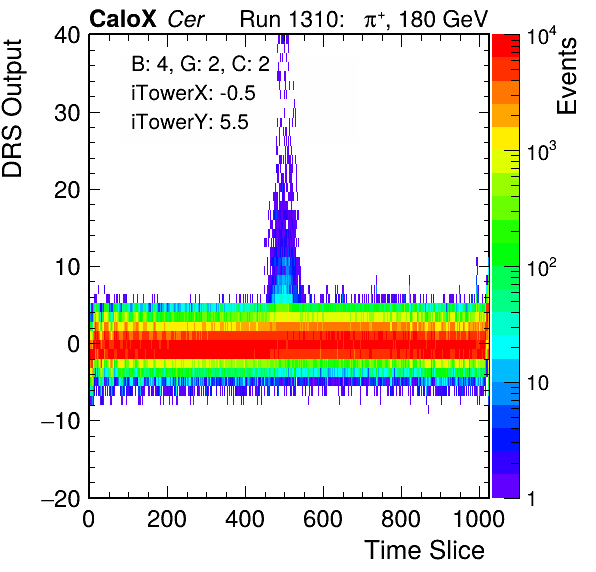 CaloX Cer Run 1310: π⁺, 180 GeV
B: 4, G: 2, C: 2
iTowerX: -0.5
iTowerY: 5.5
DRS Output
40
30
20
10
0
−10
−20
0 200 400 600 800 1000
Time Slice
Events
10⁴
10³
10²
10
1